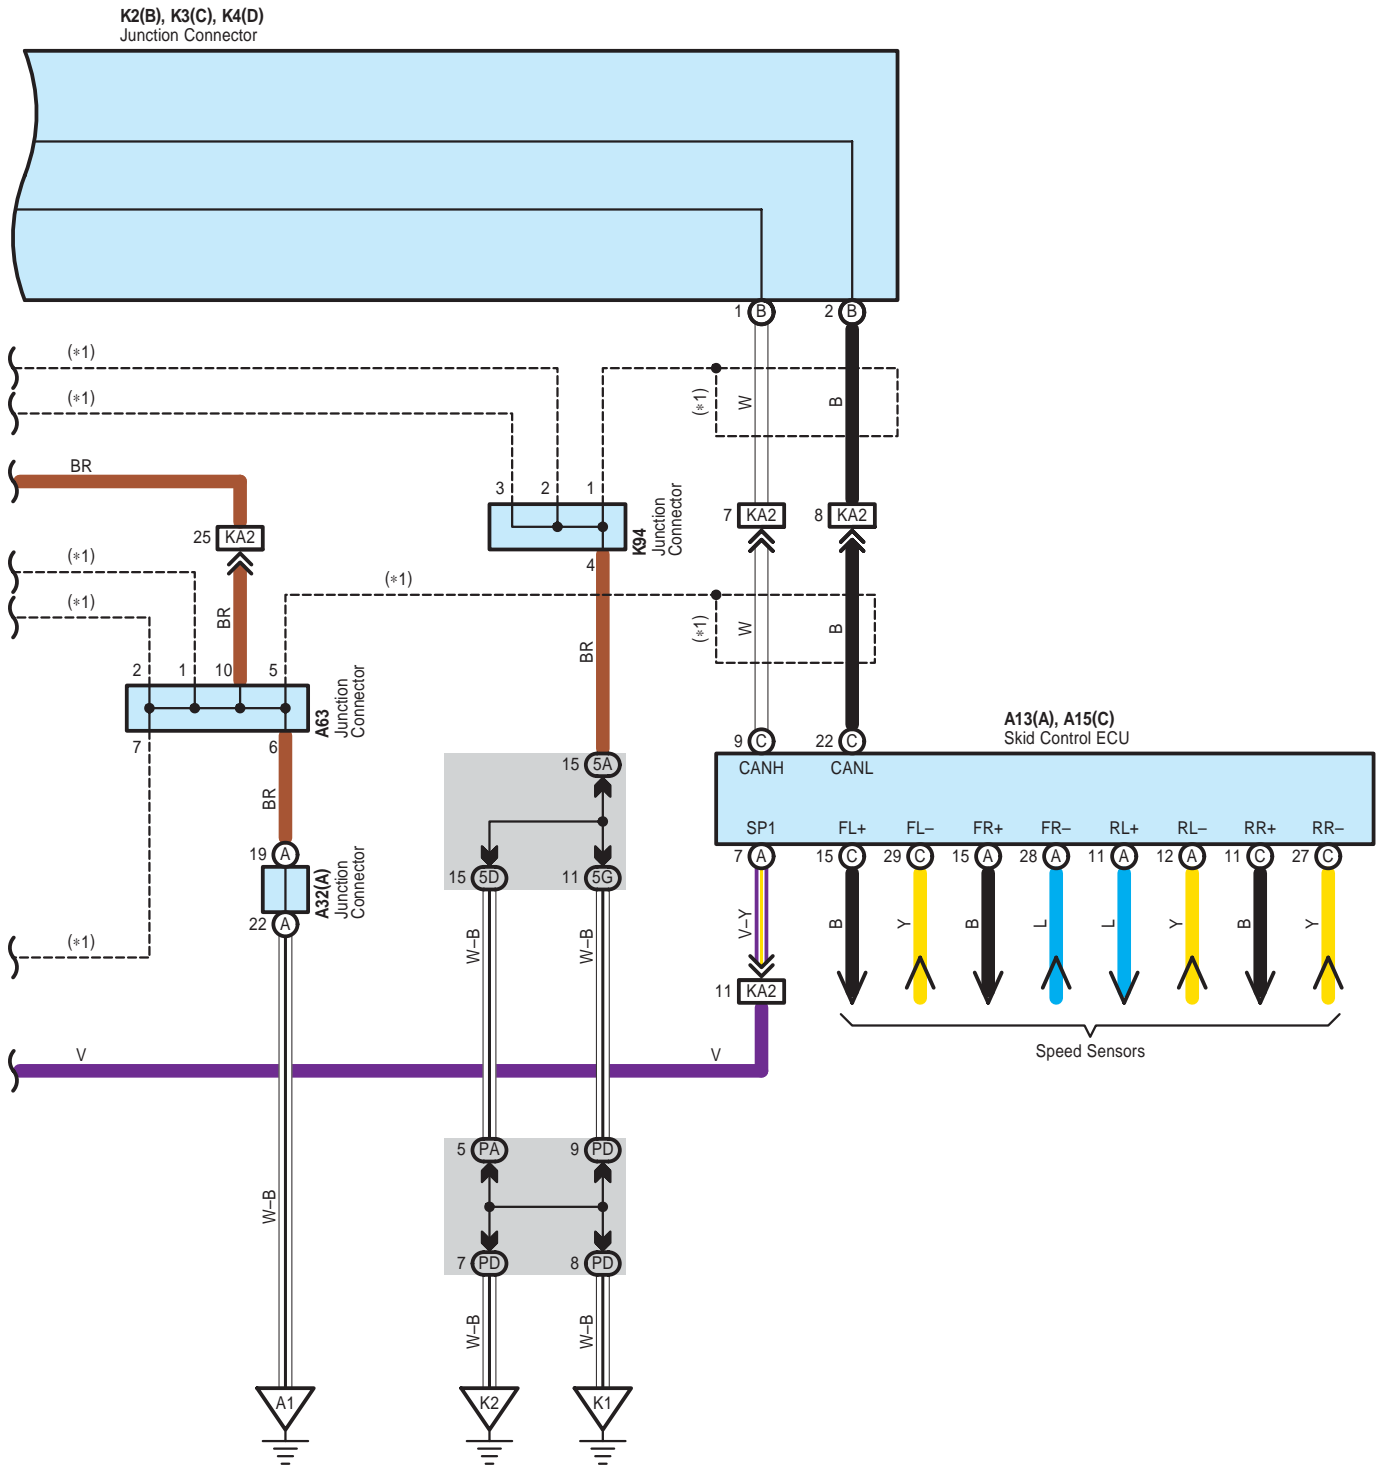 K2(B), K3(C), K4(D)
Junction Connector
1 B
2 B
(∗1)
(∗1)
(∗1)
W
B
BR
3 2 1
K94
Junction
Connector
4
7 KA2
8 KA2
25 KA2
(∗1)
(∗1)
(∗1)
(∗1)
W
B
BR
BR
2 1 10 5
A63
Junction
Connector
7 6
A13(A), A15(C)
Skid Control ECU
9 C
22 C
CANH CANL
15 5A
BR
SP1 FL+ FL– FR+ FR– RL+ RL– RR+ RR–
7 A
15 C
29 C
15 A
28 A
11 A
12 A
11 C
27 C
19 A
A32(A)
Junction
Connector
22 A
15 5D
11 5G
V–Y
B
Y
B
L
L
Y
B
Y
(∗1)
W–B
W–B
11 KA2
Speed Sensors
V
V
5 PA
9 PD
W–B
7 PD
8 PD
W–B
W–B
A1
K2
K1